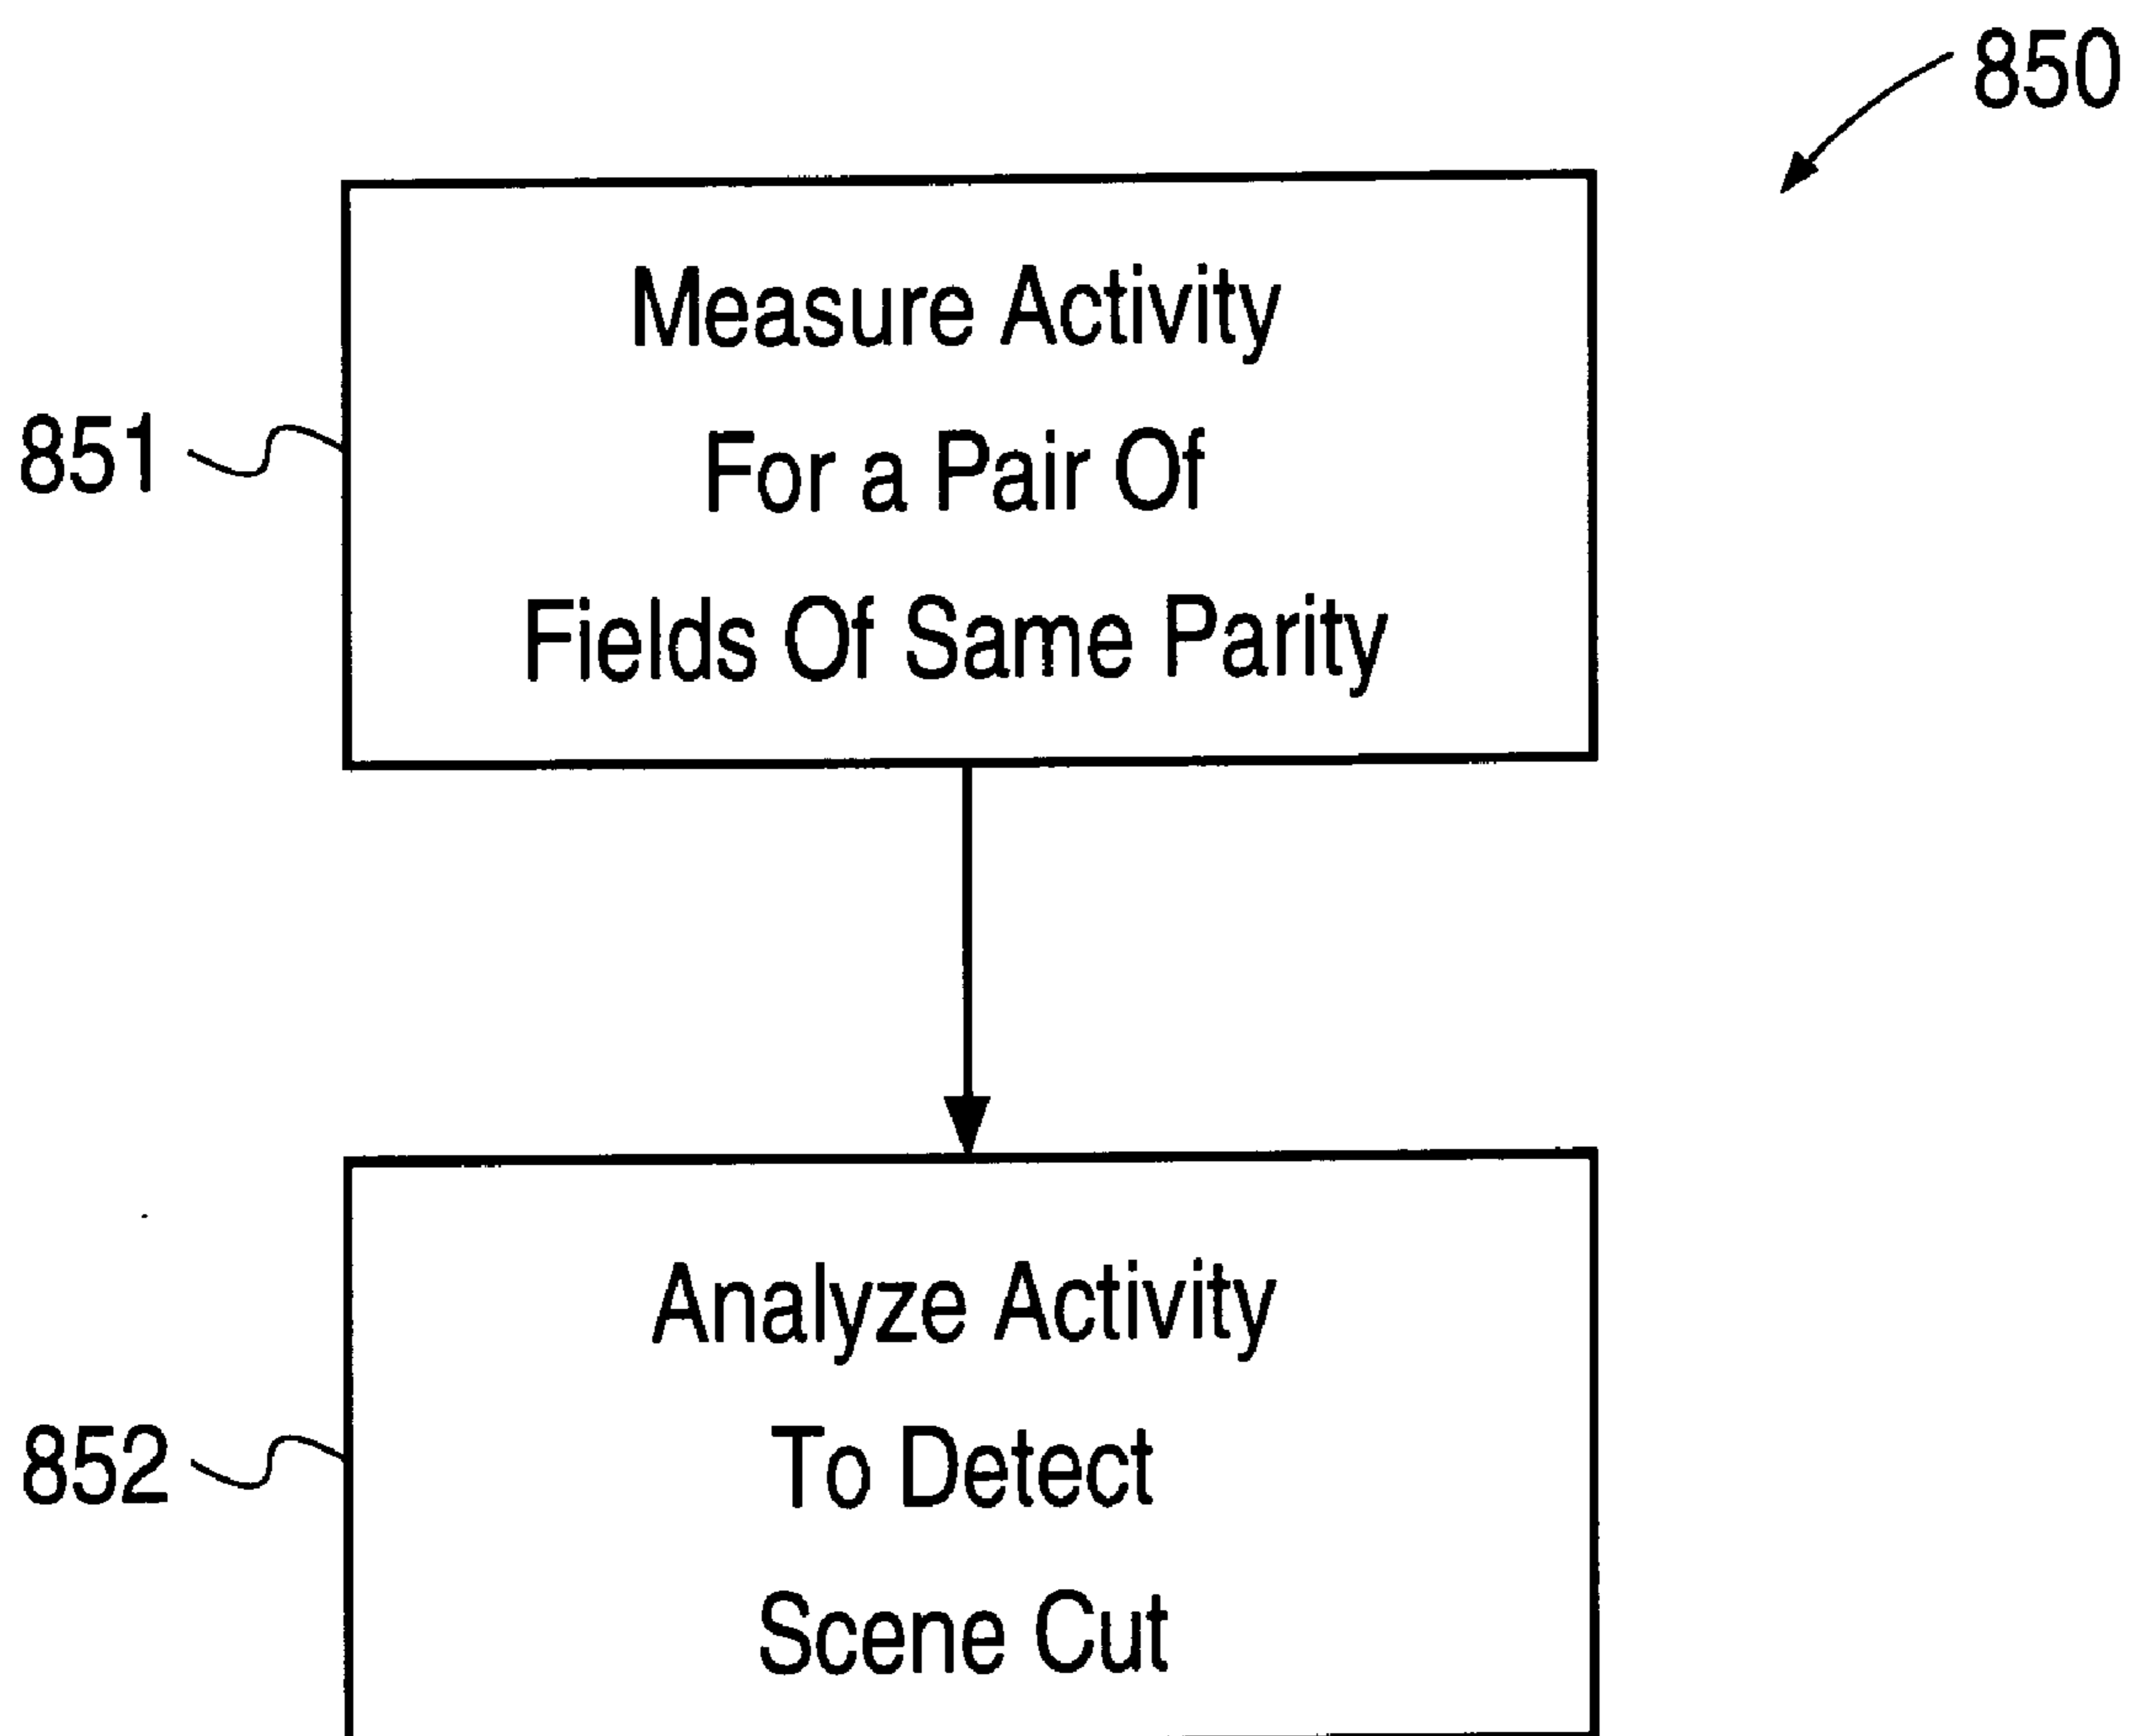 850
Measure Activity
For a Pair Of
Fields Of Same Parity
851
Analyze Activity
To Detect
Scene Cut
852